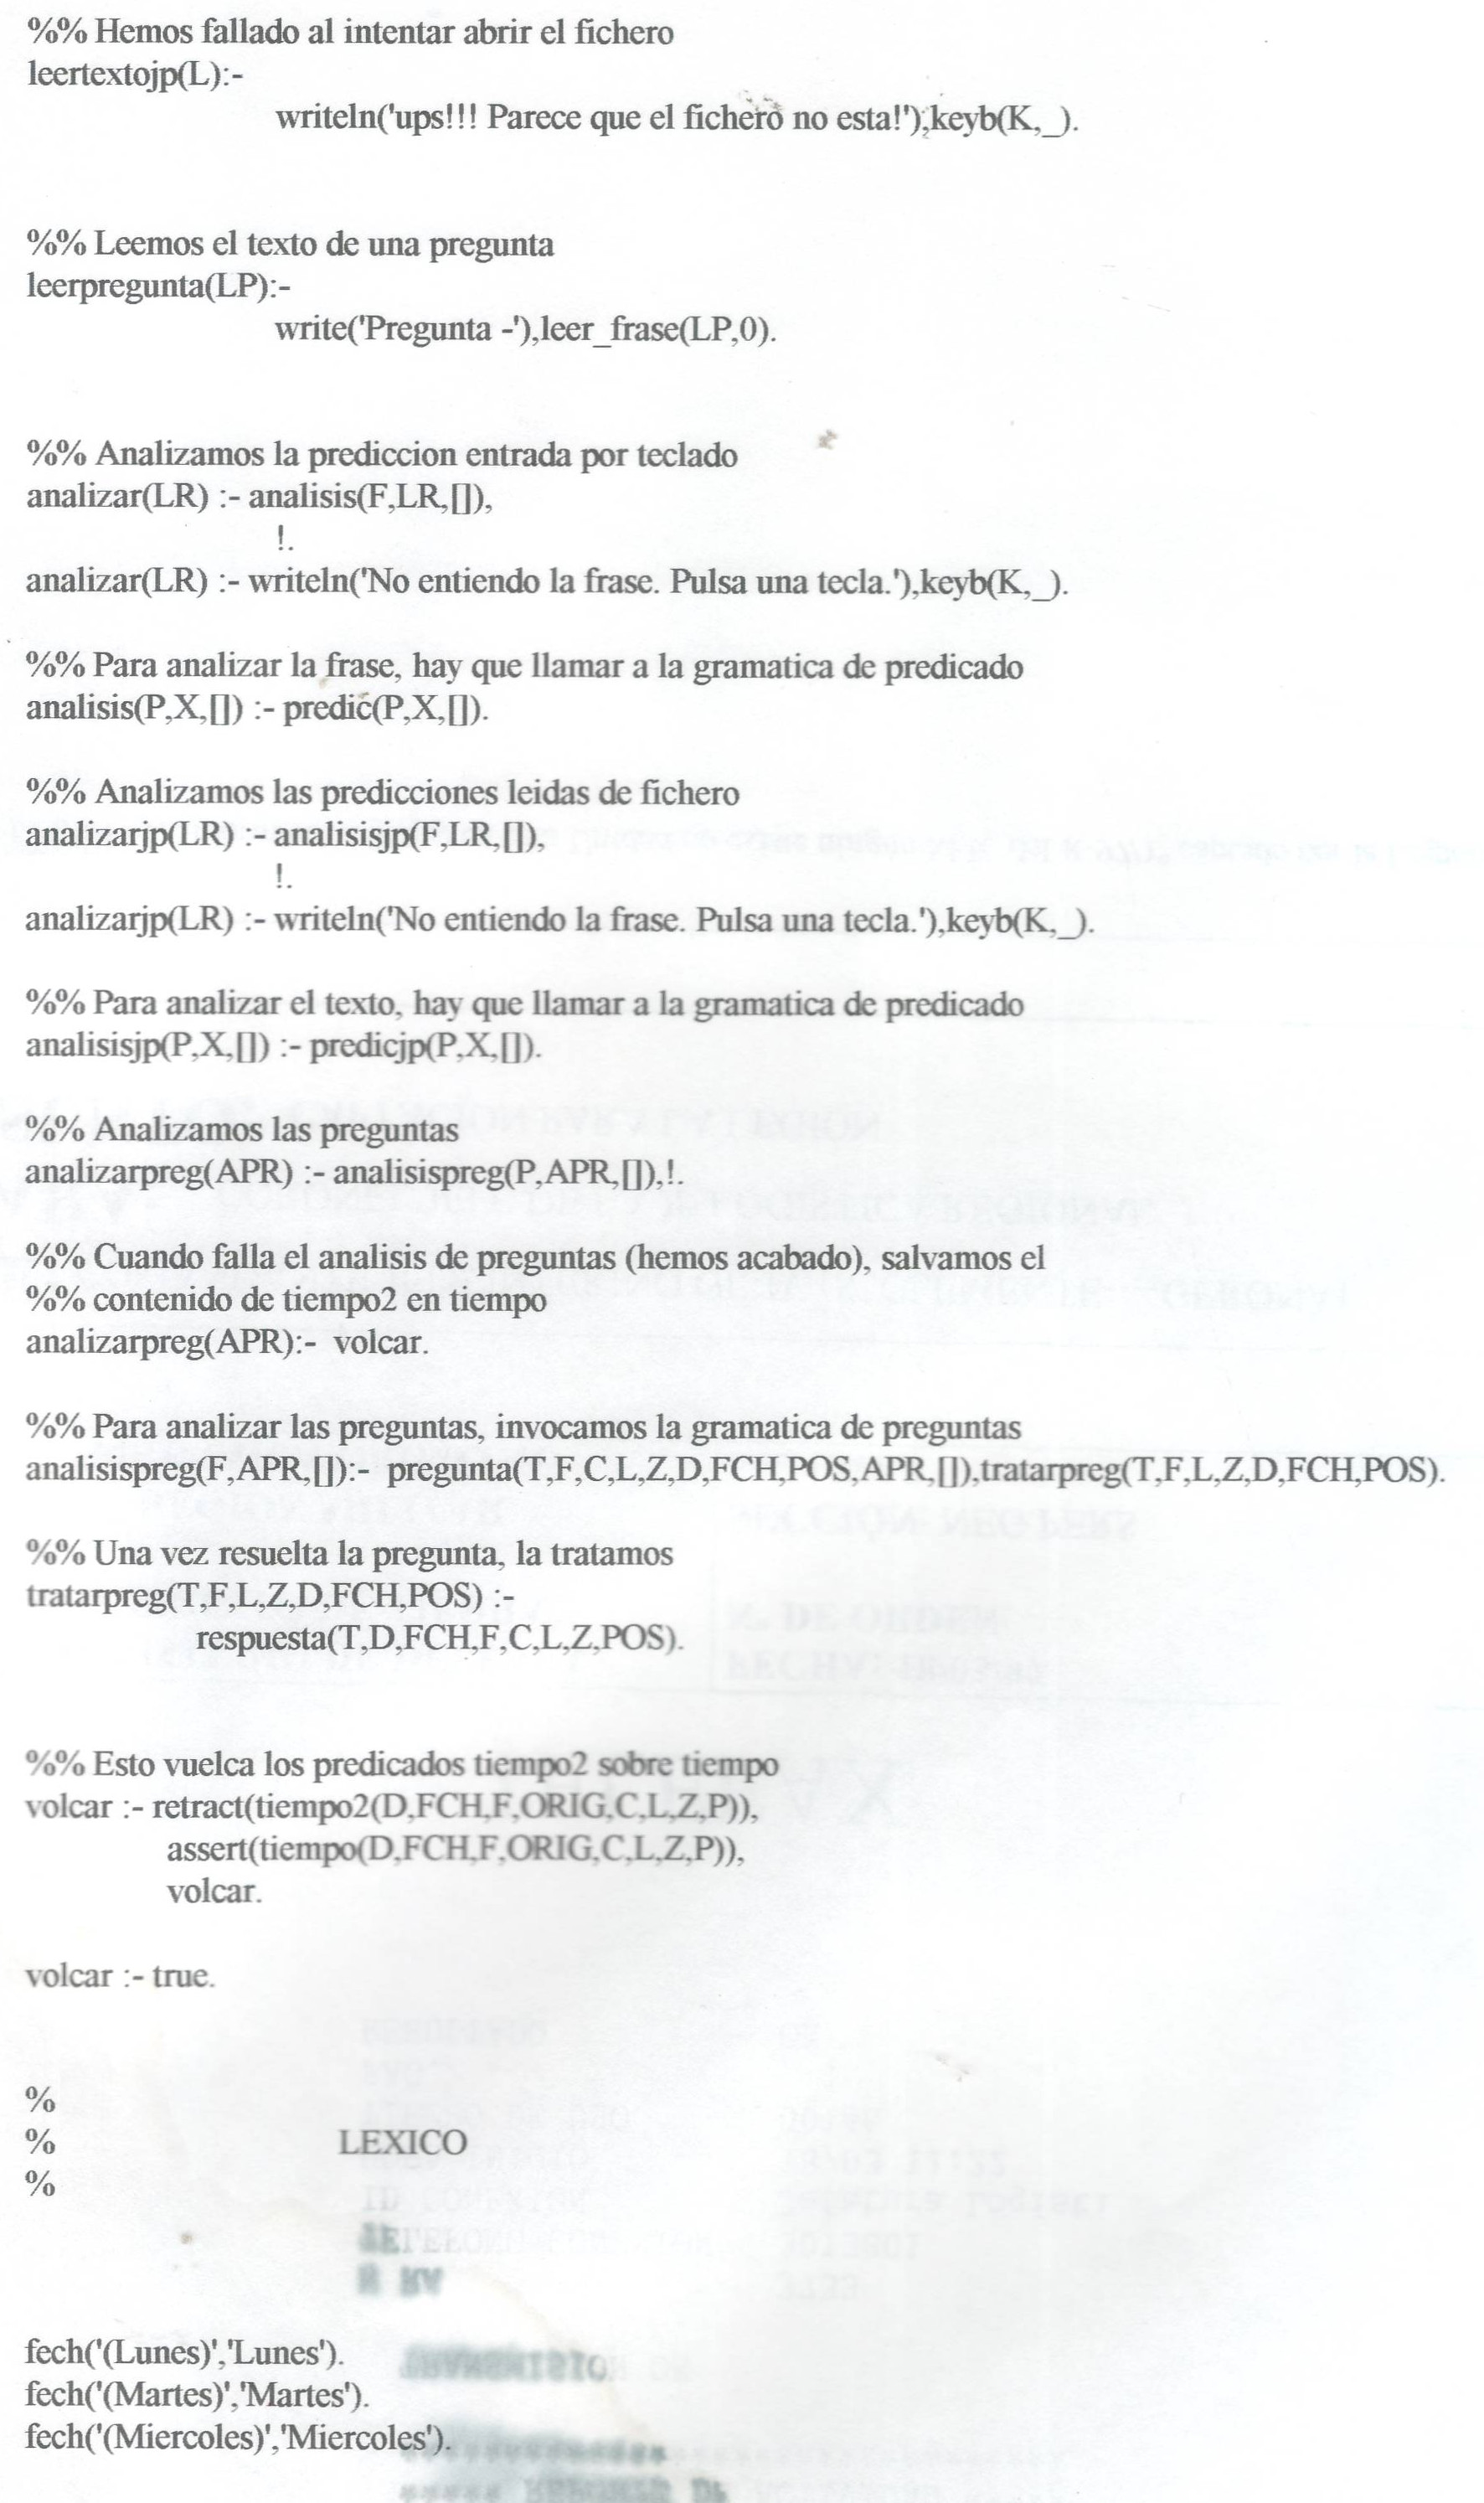 %% Hemos fallado al intentar abrir el fichero
leertextojp(L):-
writeln('ups!!! Parece que el fichero no esta!'),keyb(K,_).
%% Leemos el texto de una pregunta
leerpregunta(LP):-
write('Pregunta -'),leer_frase(LP,0).
%% Analizamos la prediccion entrada por teclado
analizar(LR) :- analisis(F,LR,[]),
!.
analizar(LR) :- writeln('No entiendo la frase. Pulsa una tecla.'),keyb(K,_).
%% Para analizar la frase, hay que llamar a la gramatica de predicado
analisis(P,X,[]) :- predic(P,X,[]).
%% Analizamos las predicciones leidas de fichero
analizarjp(LR) :- analisisjp(F,LR,[]),
!.
analizarjp(LR) :- writeln('No entiendo la frase. Pulsa una tecla.'),keyb(K,_).
%% Para analizar el texto, hay que llamar a la gramatica de predicado
analisisjp(P,X,[]) :- predicjp(P,X,[]).
%% Analizamos las preguntas
analizarpreg(APR) :- analisispreg(P,APR,[]),!.
%% Cuando falla el analisis de preguntas (hemos acabado), salvamos el
%% contenido de tiempo2 en tiempo
analizarpreg(APR):- volcar.
%% Para analizar las preguntas, invocamos la gramatica de preguntas
analisispreg(F,APR,[]):- pregunta(T,F,C,L,Z,D,FCH,POS,APR,[]),tratarpreg(T,F,L,Z,D,FCH,POS).
%% Una vez resuelta la pregunta, la tratamos
tratarpreg(T,F,L,Z,D,FCH,POS) :-
respuesta(T,D,FCH,F,C,L,Z,POS).
%% Esto vuelca los predicados tiempo2 sobre tiempo
volcar :- retract(tiempo2(D,FCH,F,ORIG,C,L,Z,P)),
assert(tiempo(D,FCH,F,ORIG,C,L,Z,P)),
volcar.
volcar :- true.
%
% LEXICO
%
fech('(Lunes)','Lunes').
fech('(Martes)','Martes').
fech('(Miercoles)','Miercoles').